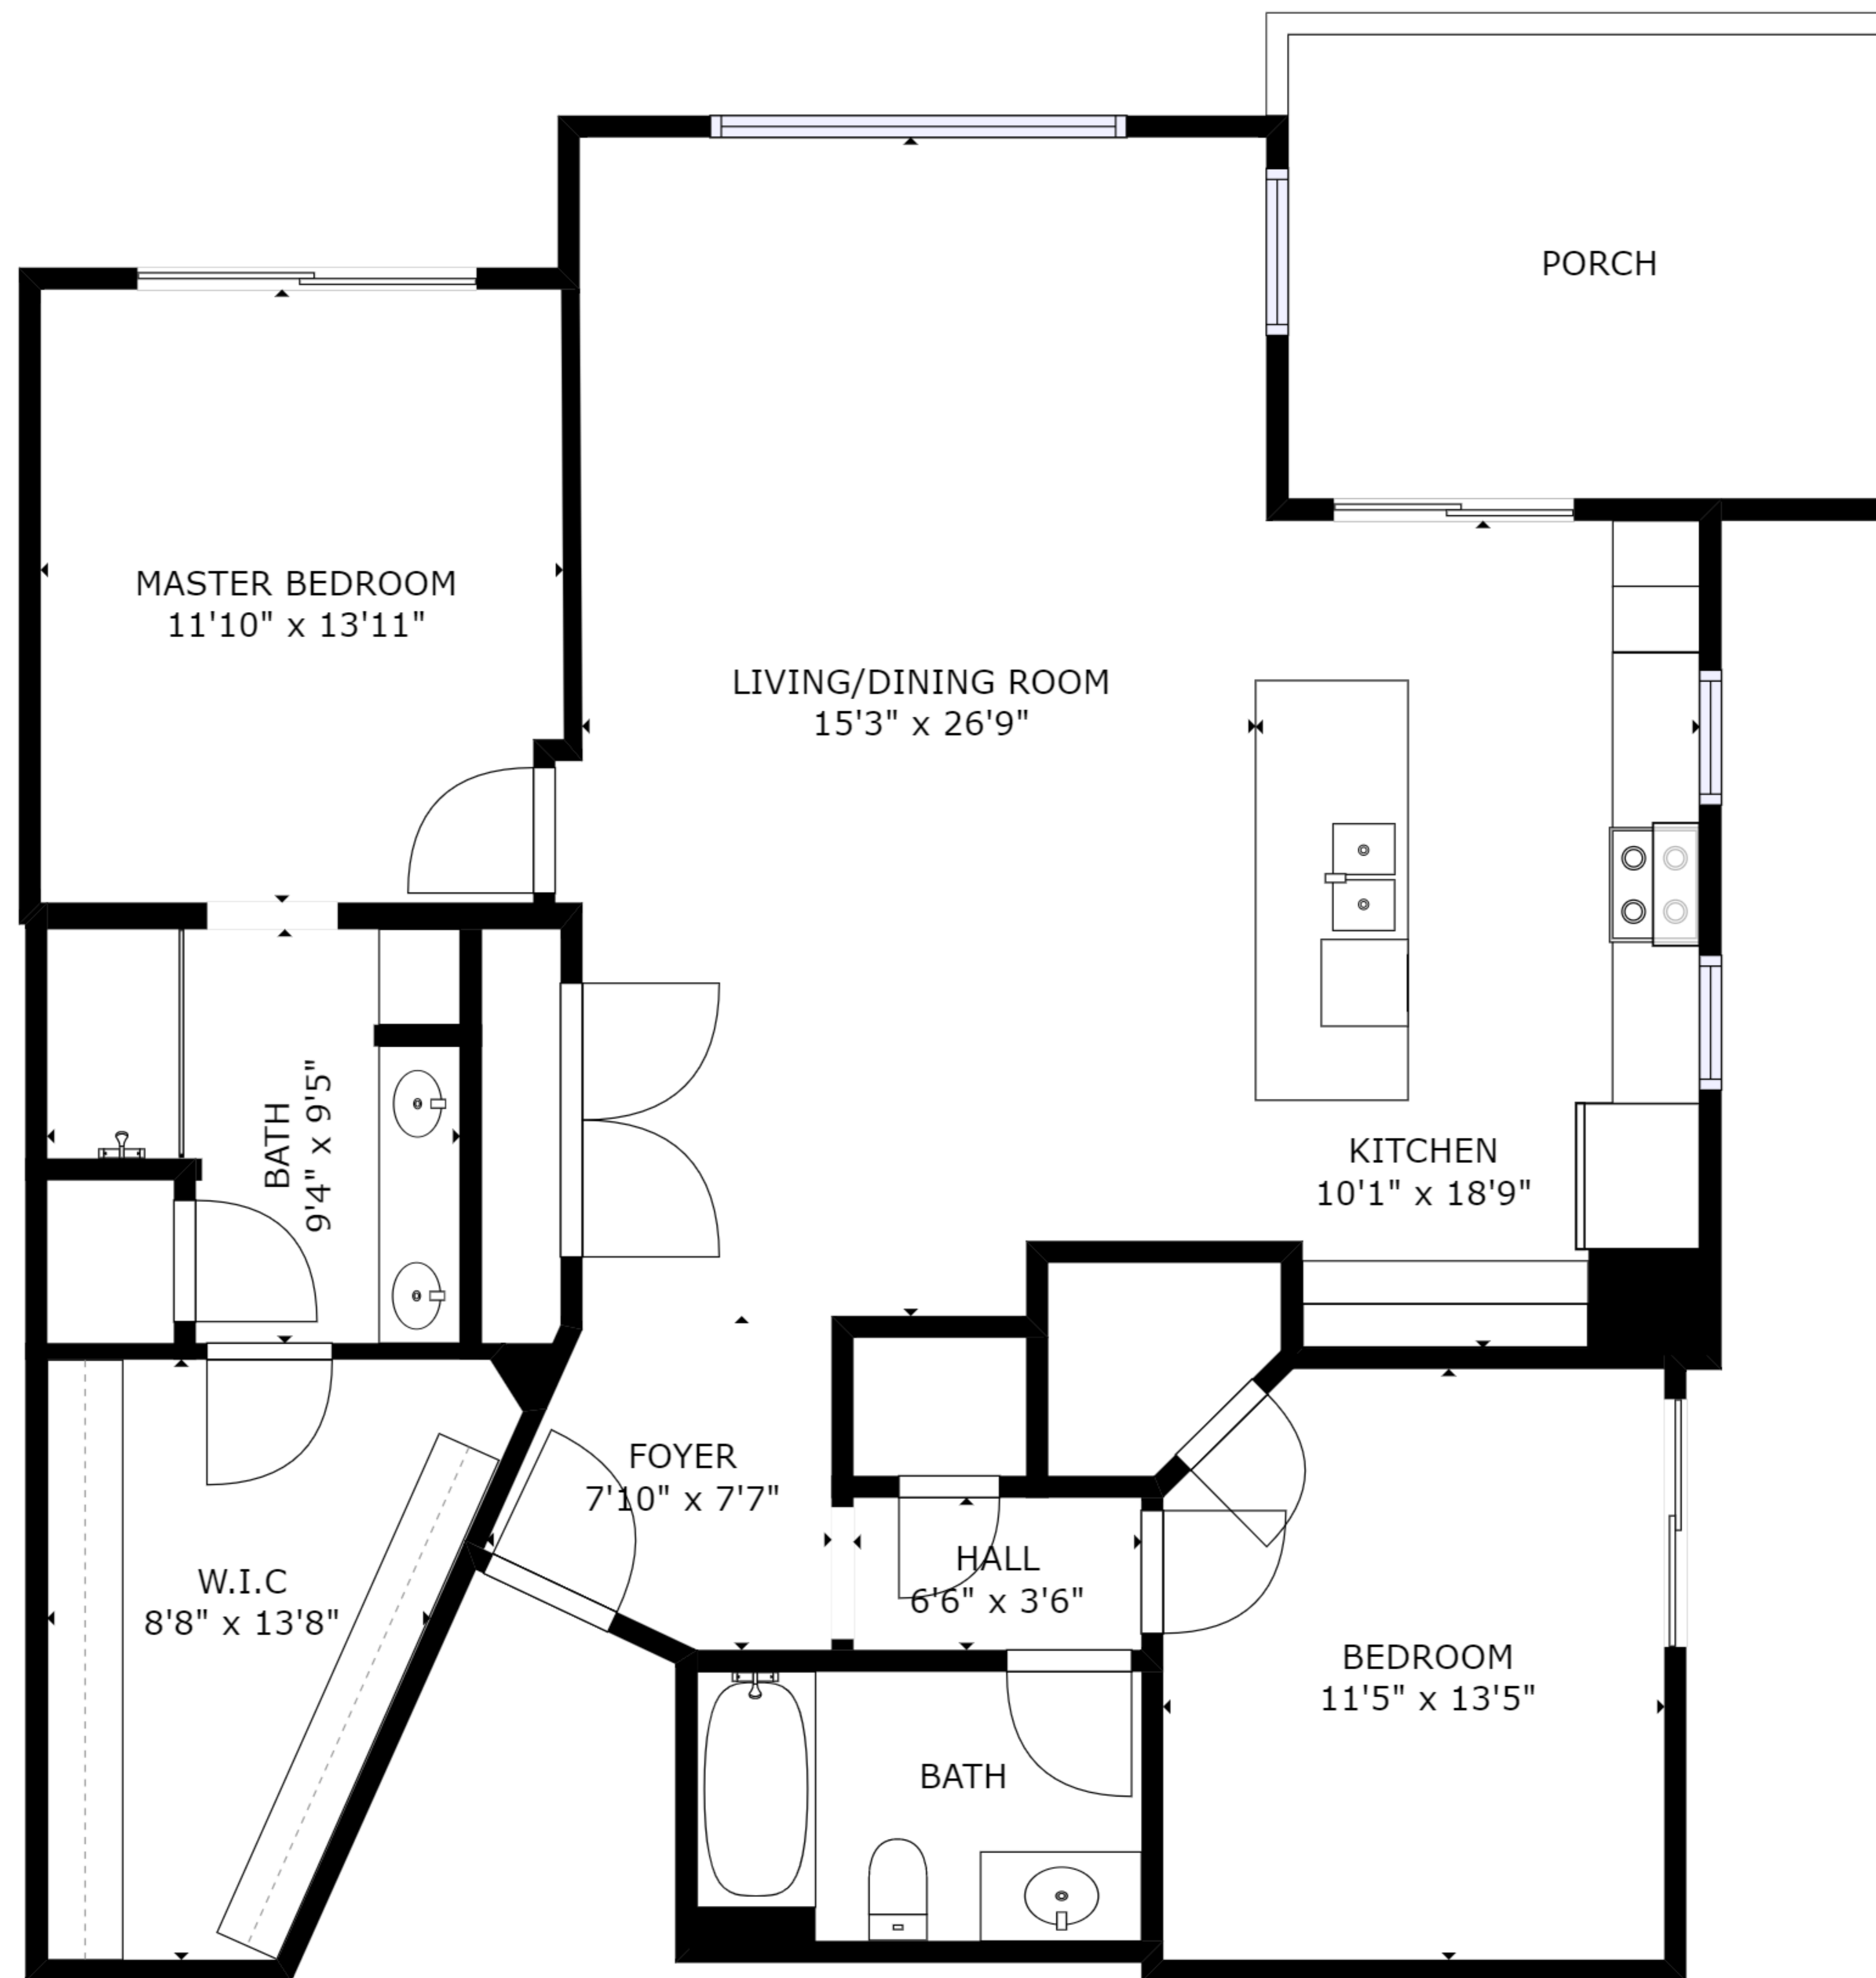 PORCH
MASTER BEDROOM
11'10" x 13'11"
LIVING/DINING ROOM
15'3" x 26'9"
BATH
9'4" x 9'5"
KITCHEN
10'1" x 18'9"
FOYER
7'10" x 7'7"
HALL
6'6" x 3'6"
W.I.C
8'8" x 13'8"
BEDROOM
11'5" x 13'5"
BATH